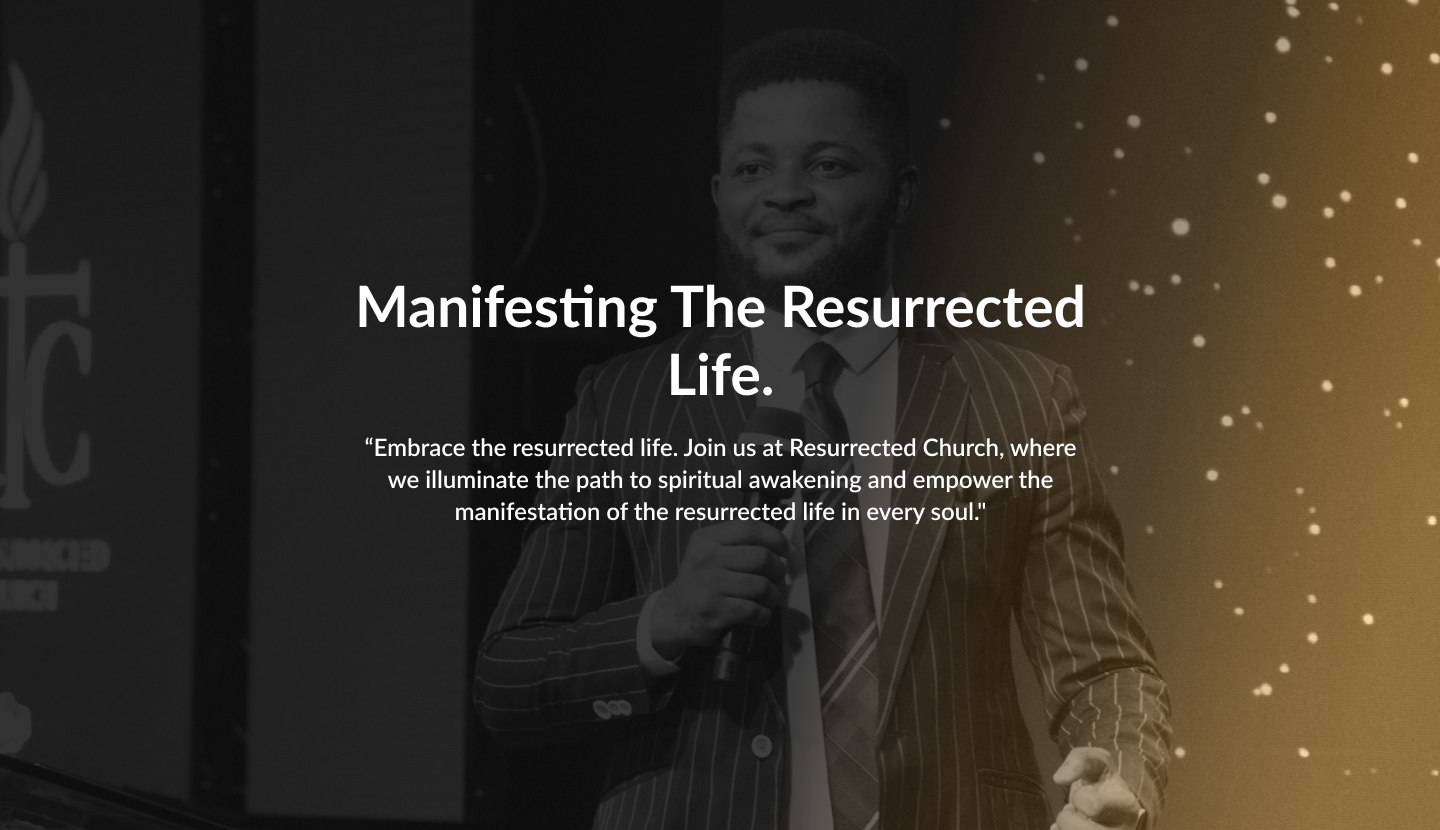 Manifesting The Resurrected
Life.
“Embrace the resurrected life. Join us at Resurrected Church, where
we illuminate the path to spiritual awakening and empower the
manifestation of the resurrected life in every soul."